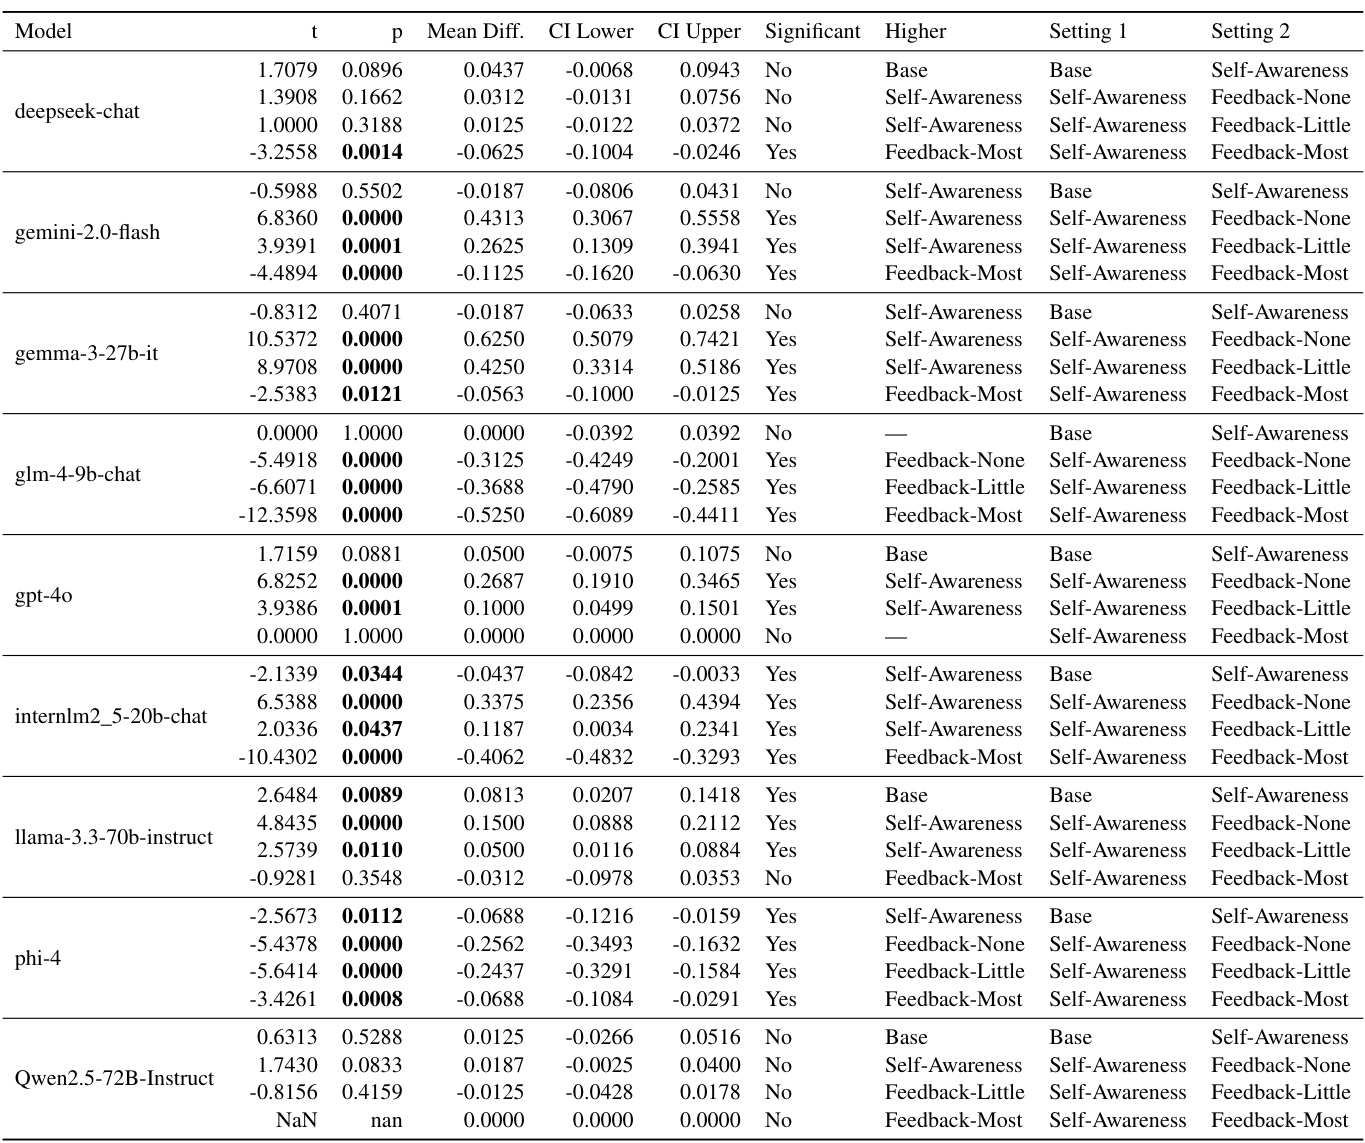 Model t p Mean Diff. CI Lower CI Upper Significant Higher Setting 1 Setting 2
deepseek-chat
1.7079 0.0896 0.0437 -0.0068 0.0943 No Base Base Self-Awareness
1.3908 0.1662 0.0312 -0.0131 0.0756 No Self-Awareness Self-Awareness Feedback-None
1.0000 0.3188 0.0125 -0.0122 0.0372 No Self-Awareness Self-Awareness Feedback-Little
-3.2558 0.0014 -0.0625 -0.1004 -0.0246 Yes Feedback-Most Self-Awareness Feedback-Most
gemini-2.0-flash
-0.5988 0.5502 -0.0187 -0.0806 0.0431 No Self-Awareness Base Self-Awareness
6.8360 0.0000 0.4313 0.3067 0.5558 Yes Self-Awareness Self-Awareness Feedback-None
3.9391 0.0001 0.2625 0.1309 0.3941 Yes Self-Awareness Self-Awareness Feedback-Little
-4.4894 0.0000 -0.1125 -0.1620 -0.0630 Yes Feedback-Most Self-Awareness Feedback-Most
gemma-3-27b-it
-0.8312 0.4071 -0.0187 -0.0633 0.0258 No Self-Awareness Base Self-Awareness
10.5372 0.0000 0.6250 0.5079 0.7421 Yes Self-Awareness Self-Awareness Feedback-None
8.9708 0.0000 0.4250 0.3314 0.5186 Yes Self-Awareness Self-Awareness Feedback-Little
-2.5383 0.0121 -0.0563 -0.1000 -0.0125 Yes Feedback-Most Self-Awareness Feedback-Most
glm-4-9b-chat
0.0000 1.0000 0.0000 -0.0392 0.0392 No — Base Self-Awareness
-5.4918 0.0000 -0.3125 -0.4249 -0.2001 Yes Feedback-None Self-Awareness Feedback-None
-6.6071 0.0000 -0.3688 -0.4790 -0.2585 Yes Feedback-Little Self-Awareness Feedback-Little
-12.3598 0.0000 -0.5250 -0.6089 -0.4411 Yes Feedback-Most Self-Awareness Feedback-Most
gpt-4o
1.7159 0.0881 0.0500 -0.0075 0.1075 No Base Base Self-Awareness
6.8252 0.0000 0.2687 0.1910 0.3465 Yes Self-Awareness Self-Awareness Feedback-None
3.9386 0.0001 0.1000 0.0499 0.1501 Yes Self-Awareness Self-Awareness Feedback-Little
0.0000 1.0000 0.0000 0.0000 0.0000 No — Self-Awareness Feedback-Most
internlm2_5-20b-chat
-2.1339 0.0344 -0.0437 -0.0842 -0.0033 Yes Self-Awareness Base Self-Awareness
6.5388 0.0000 0.3375 0.2356 0.4394 Yes Self-Awareness Self-Awareness Feedback-None
2.0336 0.0437 0.1187 0.0034 0.2341 Yes Self-Awareness Self-Awareness Feedback-Little
-10.4302 0.0000 -0.4062 -0.4832 -0.3293 Yes Feedback-Most Self-Awareness Feedback-Most
llama-3.3-70b-instruct
2.6484 0.0089 0.0813 0.0207 0.1418 Yes Base Base Self-Awareness
4.8435 0.0000 0.1500 0.0888 0.2112 Yes Self-Awareness Self-Awareness Feedback-None
2.5739 0.0110 0.0500 0.0116 0.0884 Yes Self-Awareness Self-Awareness Feedback-Little
-0.9281 0.3548 -0.0312 -0.0978 0.0353 No Feedback-Most Self-Awareness Feedback-Most
phi-4
-2.5673 0.0112 -0.0688 -0.1216 -0.0159 Yes Self-Awareness Base Self-Awareness
-5.4378 0.0000 -0.2562 -0.3493 -0.1632 Yes Feedback-None Self-Awareness Feedback-None
-5.6414 0.0000 -0.2437 -0.3291 -0.1584 Yes Feedback-Little Self-Awareness Feedback-Little
-3.4261 0.0008 -0.0688 -0.1084 -0.0291 Yes Feedback-Most Self-Awareness Feedback-Most
Qwen2.5-72B-Instruct
0.6313 0.5288 0.0125 -0.0266 0.0516 No Base Base Self-Awareness
1.7430 0.0833 0.0187 -0.0025 0.0400 No Self-Awareness Self-Awareness Feedback-None
-0.8156 0.4159 -0.0125 -0.0428 0.0178 No Feedback-Little Self-Awareness Feedback-Little
NaN nan 0.0000 0.0000 0.0000 No Feedback-Most Self-Awareness Feedback-Most